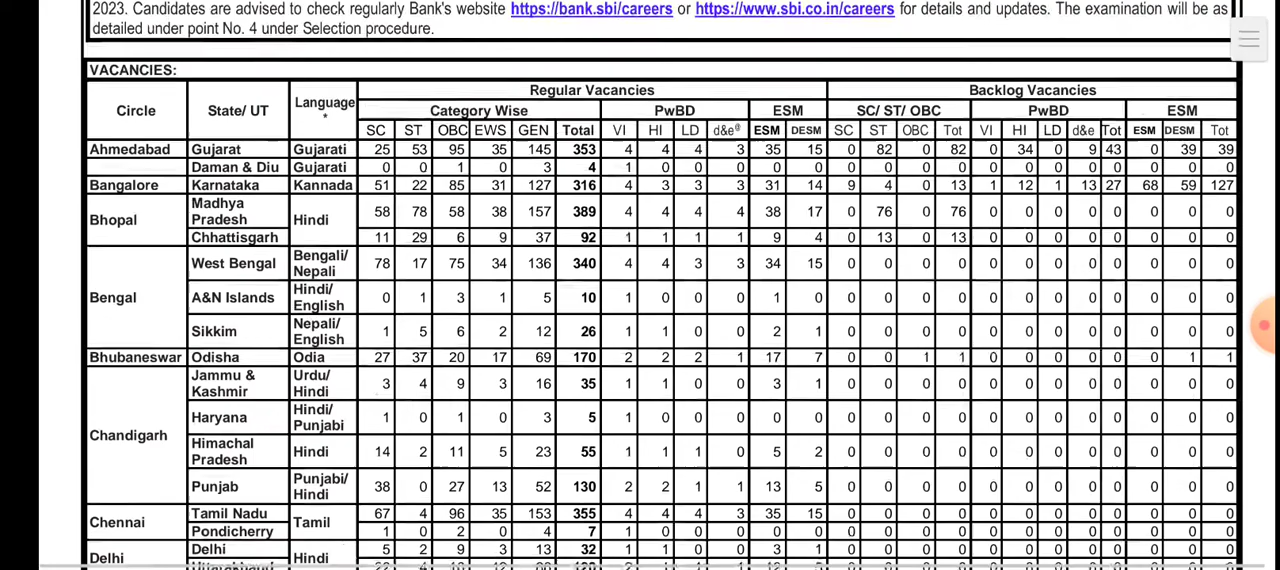 2023. Candidates are advised to check regularly Bank's website https://bank.sbi/careers or https://www.sbi.co.in/careers for details and updates. The examination will be as
detailed under point No. 4 under Selection procedure.
VACANCIES:
Circle State/ UT Language * Regular Vacancies Backlog Vacancies
Category Wise PwBD ESM SC/ ST/ OBC PwBD ESM
SC ST OBC EWS GEN Total VI HI LD d&e@ ESM DESM SC ST OBC Tot VI HI LD d&e Tot ESM DESM Tot
Ahmedabad Gujarat Gujarati 25 53 95 35 145 353 4 4 4 3 35 15 0 82 0 82 0 34 0 9 43 0 39 39
Daman & Diu Gujarati 0 0 1 0 3 4 1 0 0 0 0 0 0 0 0 0 0 0 0 0 0 0 0 0
Bangalore Karnataka Kannada 51 22 85 31 127 316 4 3 3 3 31 14 9 4 0 13 1 12 1 13 27 68 59 127
Bhopal Madhya Pradesh Hindi 58 78 58 38 157 389 4 4 4 4 38 17 0 76 0 76 0 0 0 0 0 0 0 0
Chhattisgarh 11 29 6 9 37 92 1 1 1 1 9 4 0 13 0 13 0 0 0 0 0 0 0 0
Bengal West Bengal Bengali/ Nepali 78 17 75 34 136 340 4 4 3 3 34 15 0 0 0 0 0 0 0 0 0 0 0 0
A&N Islands Hindi/ English 0 1 3 1 5 10 1 0 0 0 1 0 0 0 0 0 0 0 0 0 0 0 0 0
Sikkim Nepali/ English 1 5 6 2 12 26 1 1 0 0 2 1 0 0 0 0 0 0 0 0 0 0 0 0
Bhubaneswar Odisha Odia 27 37 20 17 69 170 2 2 2 1 17 7 0 0 1 1 0 0 0 0 0 0 1 1
Chandigarh Jammu & Kashmir Urdu/ Hindi 3 4 9 3 16 35 1 1 0 0 3 1 0 0 0 0 0 0 0 0 0 0 0 0
Haryana Hindi/ Punjabi 1 0 1 0 3 5 1 0 0 0 0 0 0 0 0 0 0 0 0 0 0 0 0 0
Himachal Pradesh Hindi 14 2 11 5 23 55 1 1 1 0 5 2 0 0 0 0 0 0 0 0 0 0 0 0
Punjab Punjabi/ Hindi 38 0 27 13 52 130 2 2 1 1 13 5 0 0 0 0 0 0 0 0 0 0 0 0
Chennai Tamil Nadu Tamil 67 4 96 35 153 355 4 4 4 3 35 15 0 0 0 0 0 0 0 0 0 0 0 0
Pondicherry 1 0 2 0 4 7 1 0 0 0 0 0 0 0 0 0 0 0 0 0 0 0 0 0
Delhi Delhi Hindi 5 2 9 3 13 32 1 1 0 0 3 1 0 0 0 0 0 0 0 0 0 0 0 0